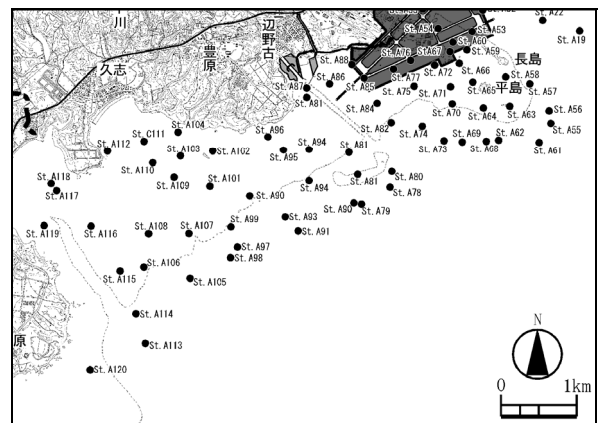 St. A22
St. A53
St. A54
St. A19
川
辺野古
豊原
久志
長島
平島
St. A60
St. A59
St. A76
St. A67
St. A88
St. A72
St. A66
St. A58
St. A77
St. A86
St. A85
St. A75
St. A71
St. A65
St. A57
St. A87
St. A81
St. A84
St. A70
St. A64
St. A63
St. A56
St. A82
St. A74
St. A55
St. A104
St. C111
St. A96
St. A73
St. A69
St. A68
St. A62
St. A61
St. A112
St. A103
St. A102
St. A95
St. A94
St. A81
St. A110
St. A118
St. A109
St. A101
St. A94
St. A81
St. A80
St. A117
St. A90
St. A78
St. A90
St. A79
St. A119
St. A116
St. A108
St. A107
St. A99
St. A93
St. A91
St. A97
St. A98
St. A115
St. A106
St. A105
St. A114
原
St. A113
St. A120
N
0 1km